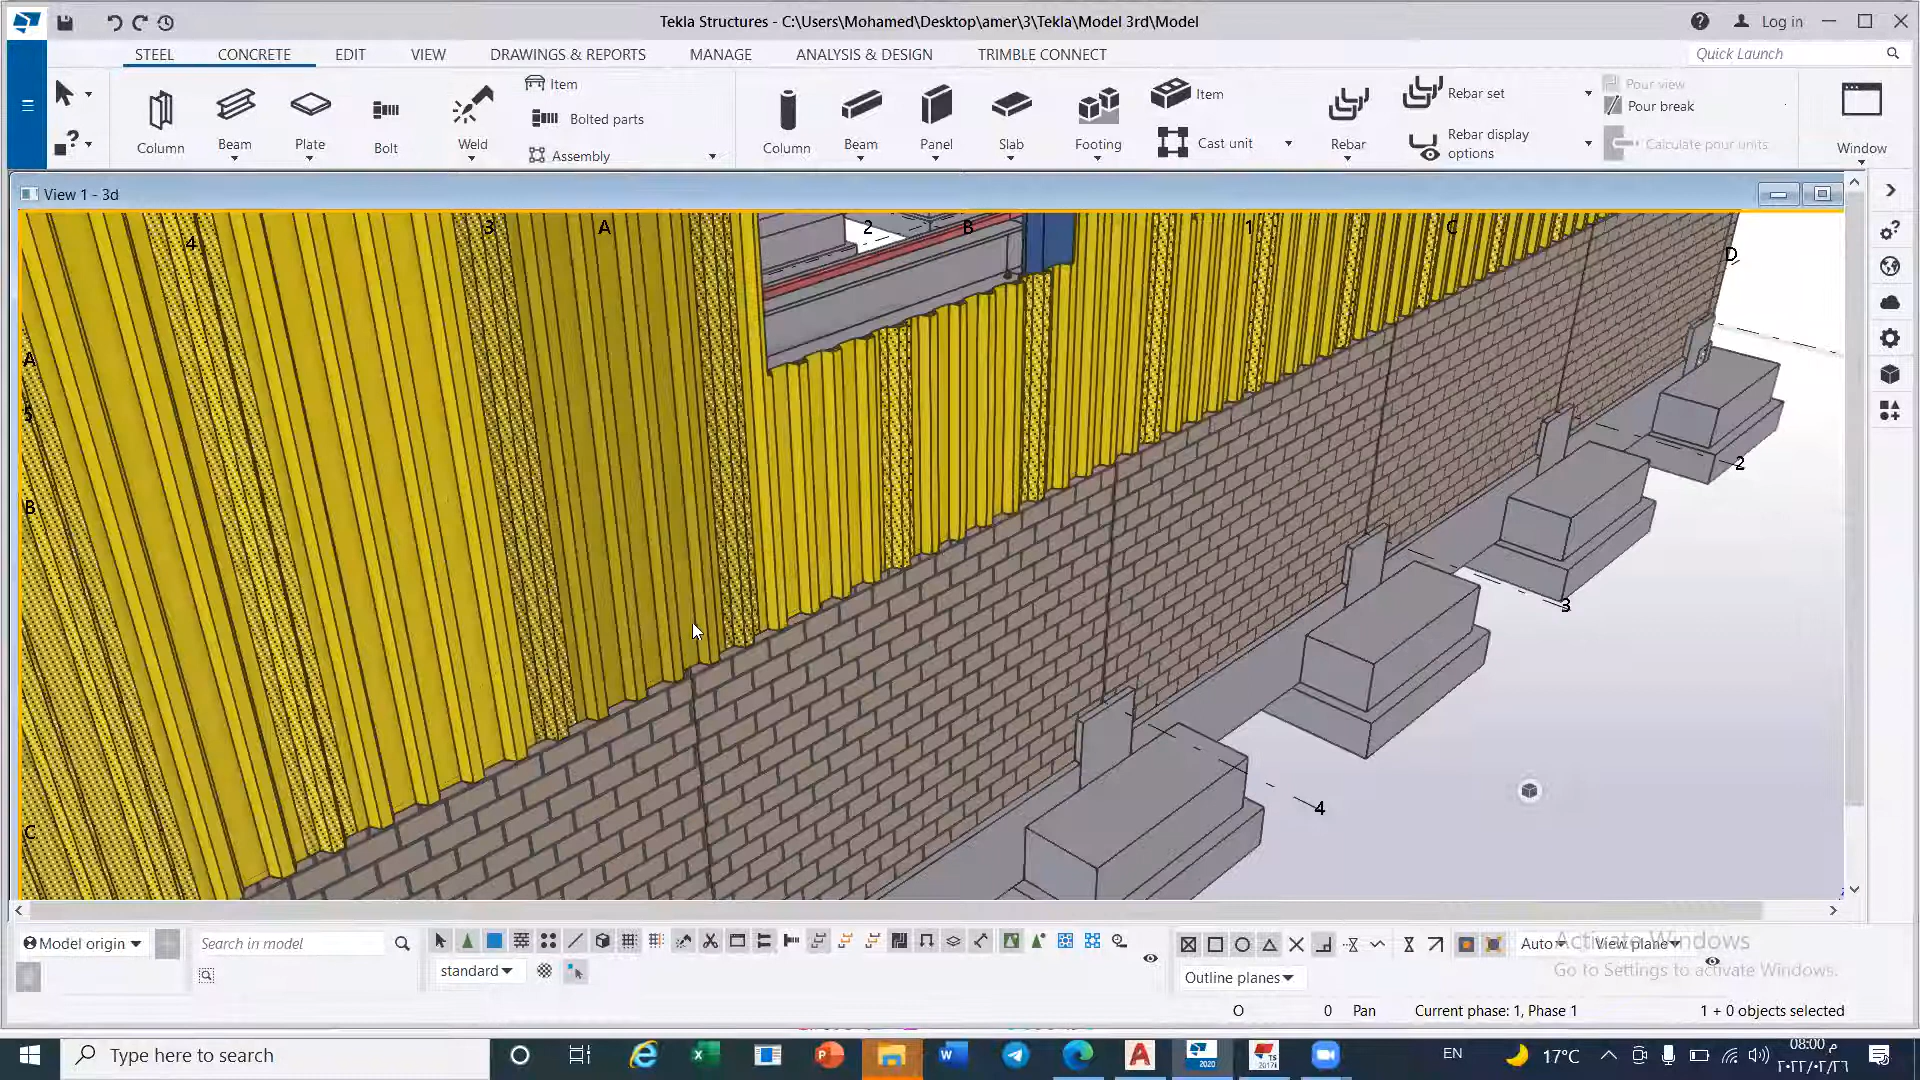 Tekla Structures - C:\Users\Mohamed\Desktop\amer\3\Tekla\Model 3rd\Model
Log in
STEEL CONCRETE EDIT VIEW DRAWINGS & REPORTS MANAGE ANALYSIS & DESIGN TRIMBLE CONNECT
Quick Launch
Column
Beam
Plate
Bolt
Weld
Item
Bolted parts
Assembly
Column
Beam
Panel
Slab
Footing
Item
Cast unit
Rebar
Rebar set
Rebar display
options
Pour view
Pour break
Calculate pour units
Window
View 1 - 3d
4 3 A 2 B 1 C
D
A
5
B
C
2
3
4
Model origin
Search in model
standard
Auto
View plane
Outline planes
Activate Windows
Go to Settings to activate Windows.
O 0 Pan Current phase: 1, Phase 1 1 + 0 objects selected
Type here to search
2020
EN
17°C
08:00 م
٢٠٢٢/٠٢/٢٦